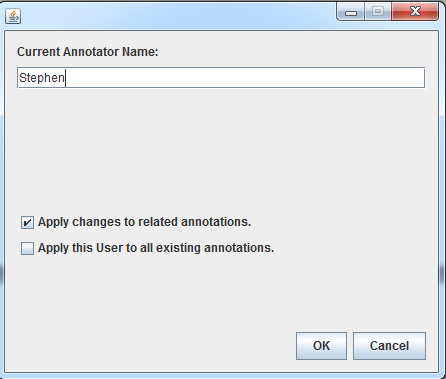 Current Annotator Name:
Stephen
Apply changes to related annotations.
Apply this User to all existing annotations.
OK Cancel